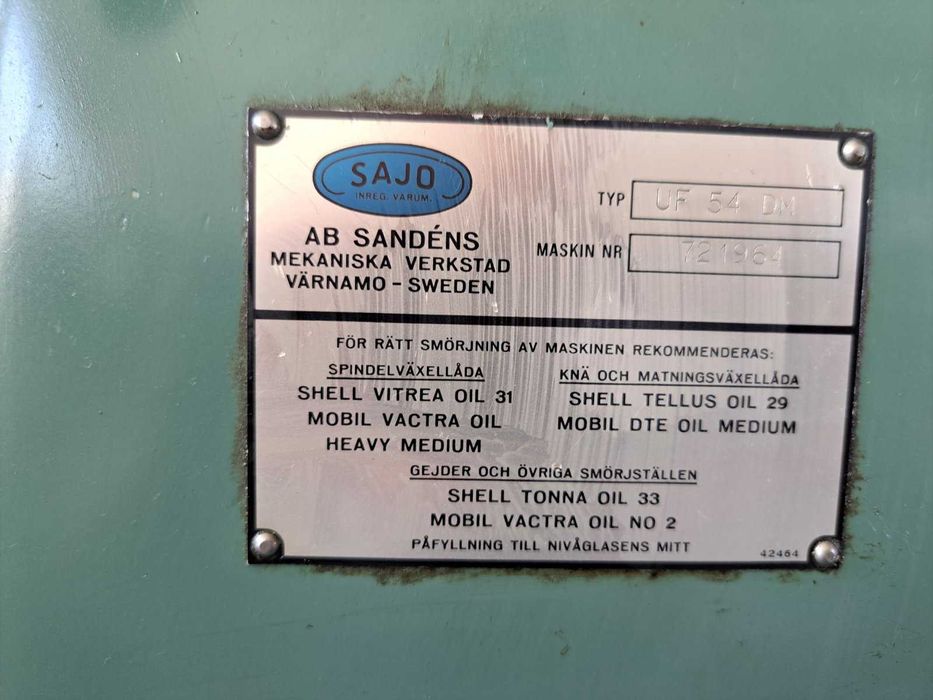 SAJO
INREG. VARUM.
AB SANDÉNS
MEKANISKA VERKSTAD
VÄRNAMO - SWEDEN
TYP UF 54 DM
MASKIN NR 721964
FÖR RÄTT SMÖRJNING AV MASKINEN REKOMMENDERAS:
SPINDELVÄXELLÅDA
SHELL VITREA OIL 31
MOBIL VACTRA OIL
HEAVY MEDIUM
KNÄ OCH MATNINGSVÄXELLÅDA
SHELL TELLUS OIL 29
MOBIL DTE OIL MEDIUM
GEJDER OCH ÖVRIGA SMÖRJSTÄLLEN
SHELL TONNA OIL 33
MOBIL VACTRA OIL NO 2
PÅFYLLNING TILL NIVÅGLASENS MITT
42464